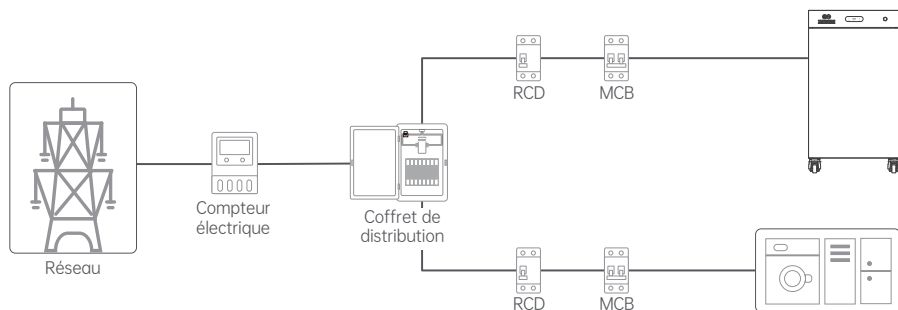 RCD
MCB
Compteur
électrique
Coffret de
distribution
Réseau
RCD
MCB